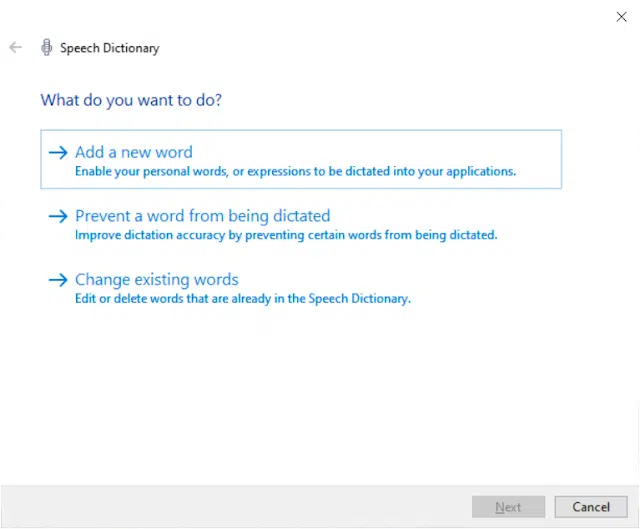 Speech Dictionary
What do you want to do?
Add a new word
Enable your personal words, or expressions to be dictated into your applications.
Prevent a word from being dictated
Improve dictation accuracy by preventing certain words from being dictated.
Change existing words
Edit or delete words that are already in the Speech Dictionary.
Next
Cancel